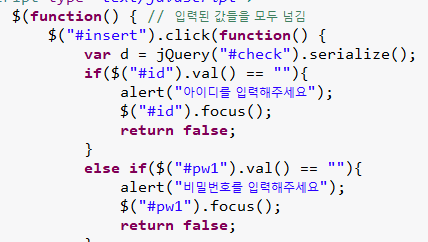 $(function() { // 입력된 값들을 모두 넘김
$("#insert").click(function(){
var d = jQuery("#check").serialize();
if($("#id").val() == ""){
alert("아이디를 입력해주세요");
$("#id").focus();
return false;
}
else if($("#pw1").val() == ""){
alert("비밀번호를 입력해주세요");
$("#pw1").focus();
return false;
}